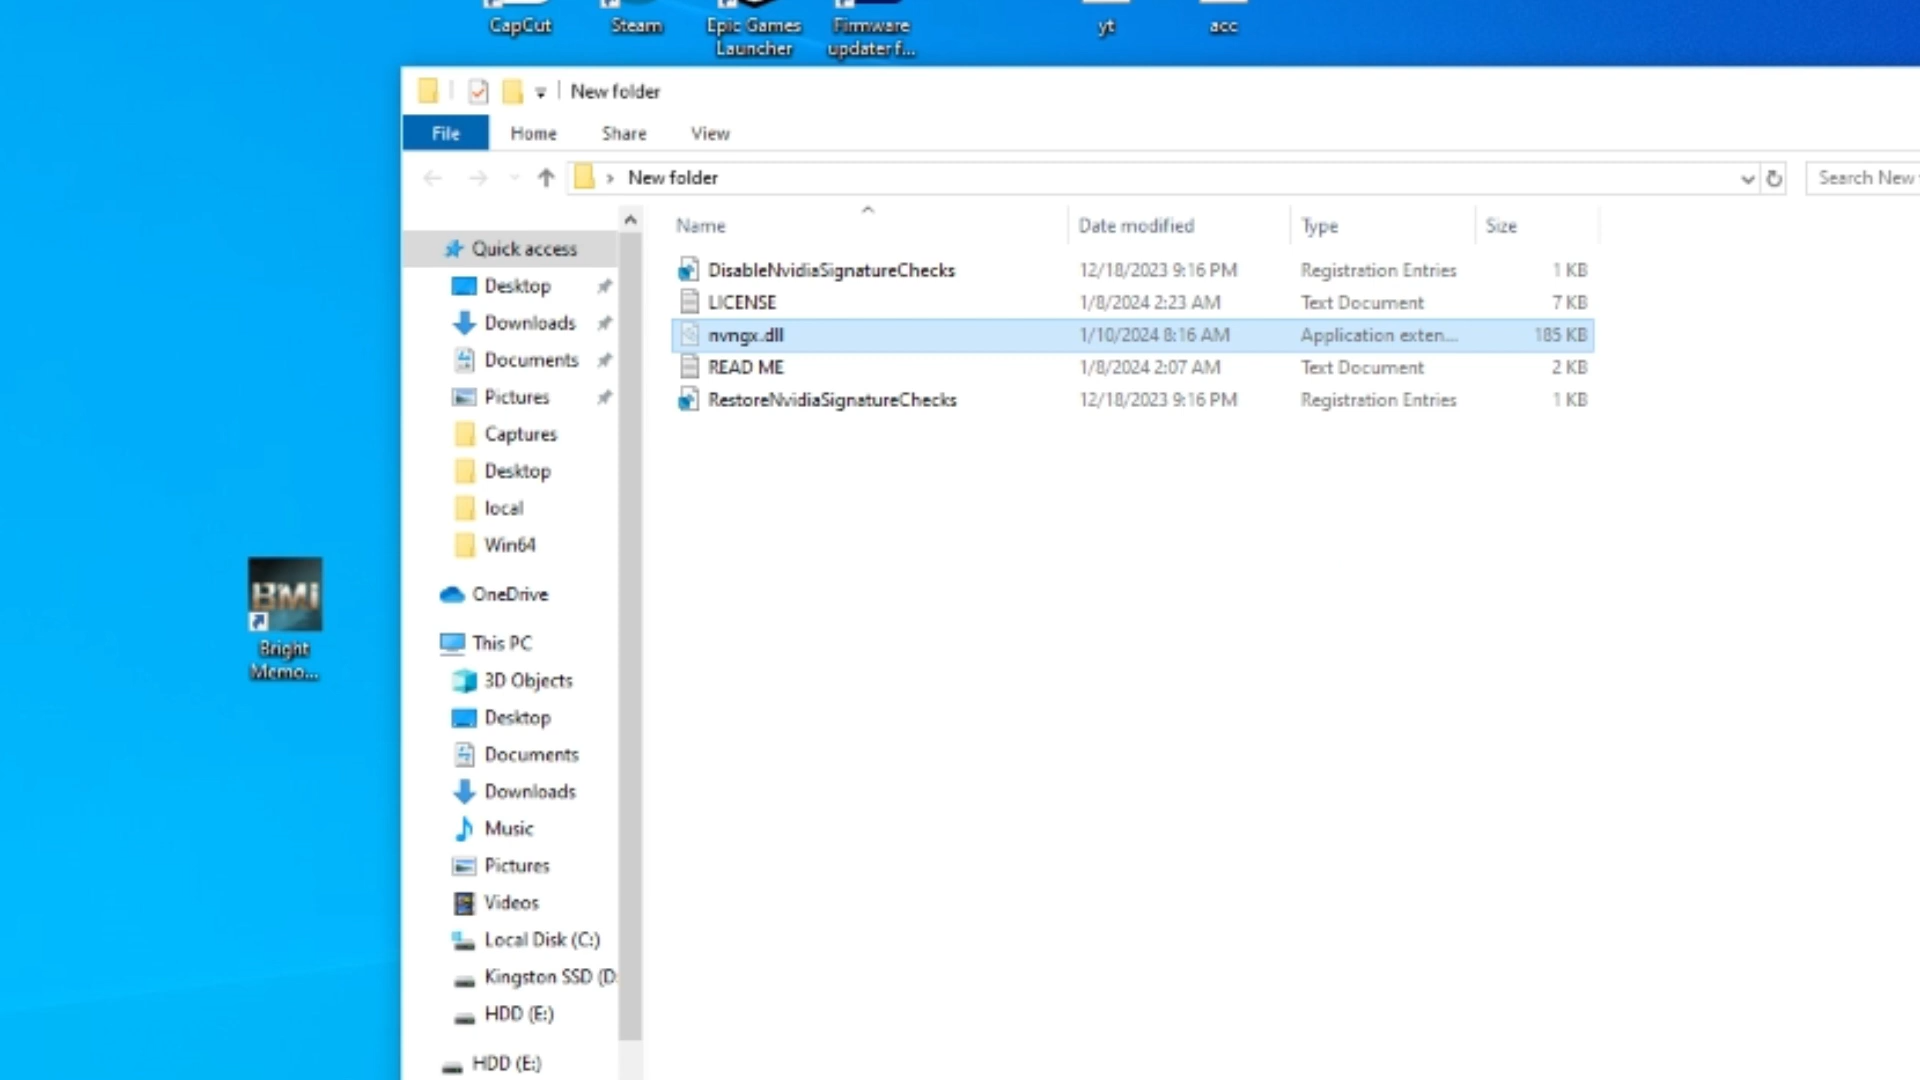 CapCut
Steam
Epic Games
Launcher
Firmware
updater f...
yt
acc
New folder
File
Home
Share
View
New folder
Search New
Name
Date modified
Type
Size
DisableNvidiaSignatureChecks
12/18/2023 9:16 PM
Registration Entries
1 KB
LICENSE
1/8/2024 2:23 AM
Text Document
7 KB
nvngx.dll
1/10/2024 8:16 AM
Application exten...
185 KB
READ ME
1/8/2024 2:07 AM
Text Document
2 KB
RestoreNvidiaSignatureChecks
12/18/2023 9:16 PM
Registration Entries
1 KB
Quick access
Desktop
Downloads
Documents
Pictures
Captures
Desktop
local
Win64
OneDrive
This PC
3D Objects
Desktop
Documents
Downloads
Music
Pictures
Videos
Local Disk (C:)
Kingston SSD (D:
HDD (E:)
HDD (E:)
BMi
Bright
Memo...